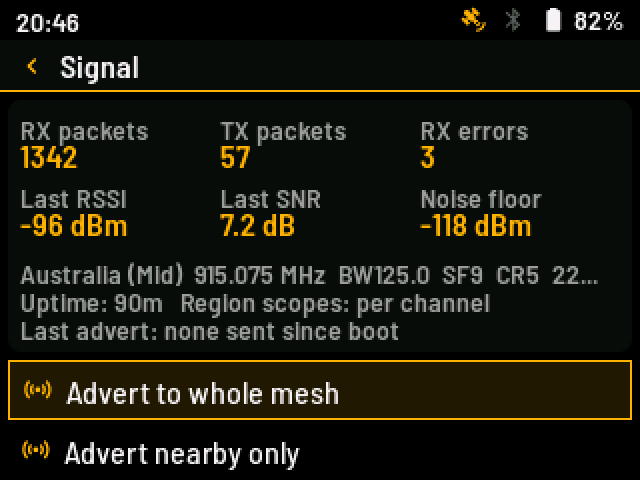 20:46 82%
Signal
RX packets TX packets RX errors
1342 57 3
Last RSSI Last SNR Noise floor
-96 dBm 7.2 dB -118 dBm
Australia (Mid) 915.075 MHz BW125.0 SF9 CR5 22...
Uptime: 90m Region scopes: per channel
Last advert: none sent since boot
Advert to whole mesh
Advert nearby only